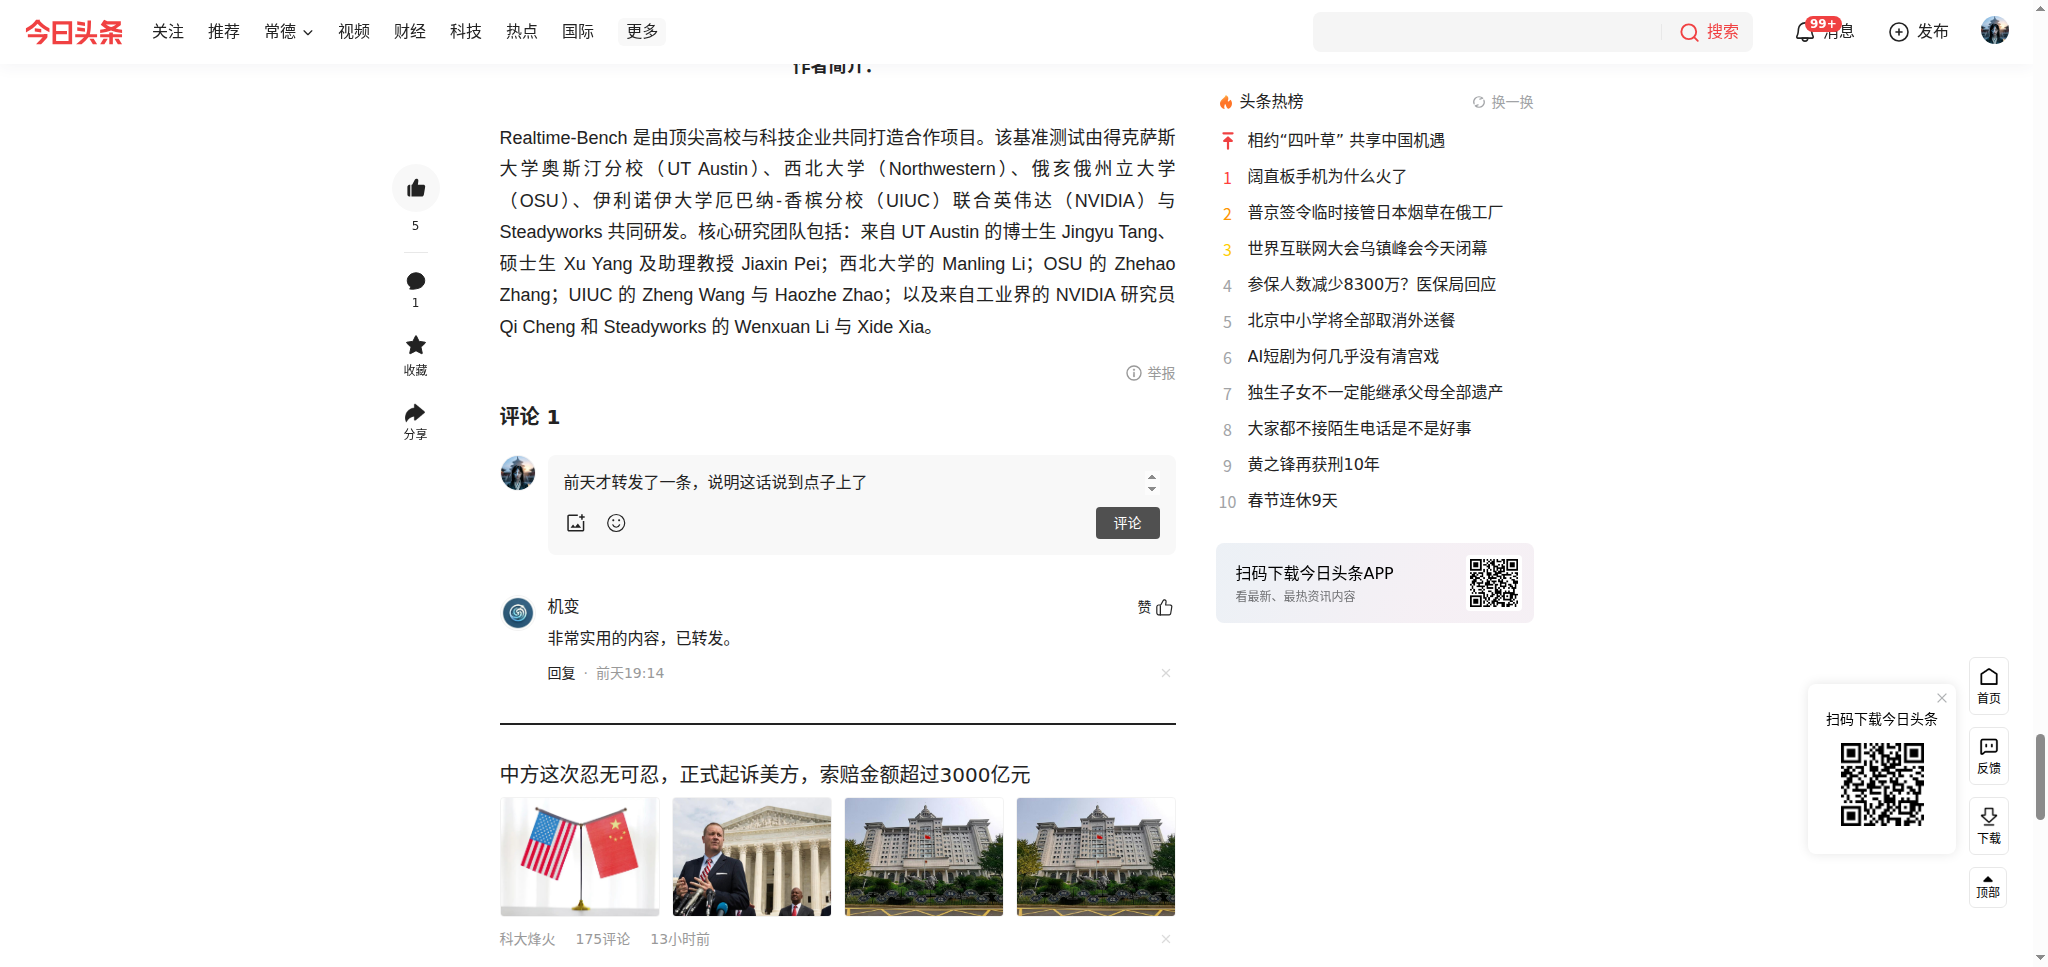 今日头条
关注 推荐 常德 视频 财经 科技 热点 国际 更多
搜索
99+
消息
发布
作者简介：
Realtime-Bench 是由顶尖高校与科技企业共同打造合作项目。该基准测试由得克萨斯
大学奥斯汀分校（UT Austin）、西北大学（Northwestern）、俄亥俄州立大学
（OSU）、伊利诺伊大学厄巴纳-香槟分校（UIUC）联合英伟达（NVIDIA）与
Steadyworks 共同研发。核心研究团队包括：来自 UT Austin 的博士生 Jingyu Tang、
硕士生 Xu Yang 及助理教授 Jiaxin Pei；西北大学的 Manling Li；OSU 的 Zhehao
Zhang；UIUC 的 Zheng Wang 与 Haozhe Zhao；以及来自工业界的 NVIDIA 研究员
Qi Cheng 和 Steadyworks 的 Wenxuan Li 与 Xide Xia。
举报
5
1
收藏
分享
评论 1
前天才转发了一条，说明这话说到点子上了
评论
机变
赞
非常实用的内容，已转发。
回复 · 前天19:14
中方这次忍无可忍，正式起诉美方，索赔金额超过3000亿元
科大烽火 175评论 13小时前
头条热榜
换一换
相约“四叶草” 共享中国机遇
1 阔直板手机为什么火了
2 普京签令临时接管日本烟草在俄工厂
3 世界互联网大会乌镇峰会今天闭幕
4 参保人数减少8300万？医保局回应
5 北京中小学将全部取消外送餐
6 AI短剧为何几乎没有清宫戏
7 独生子女不一定能继承父母全部遗产
8 大家都不接陌生电话是不是好事
9 黄之锋再获刑10年
10 春节连休9天
扫码下载今日头条APP
看最新、最热资讯内容
扫码下载今日头条
首页
反馈
下载
顶部